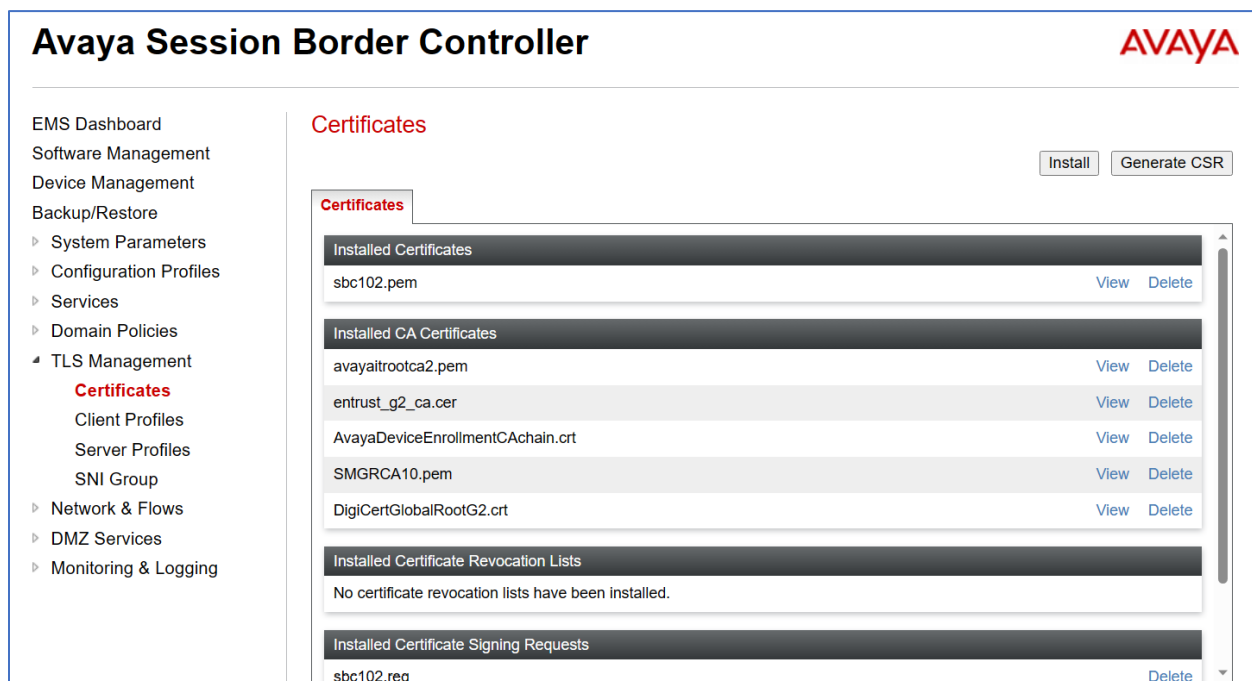 Avaya Session Border Controller
AVAYA
EMS Dashboard
Software Management
Device Management
Backup/Restore
System Parameters
Configuration Profiles
Services
Domain Policies
TLS Management
Certificates
Client Profiles
Server Profiles
SNI Group
Network & Flows
DMZ Services
Monitoring & Logging
Certificates
Install Generate CSR
Certificates
Installed Certificates
sbc102.pem View Delete
Installed CA Certificates
avayaitrootca2.pem View Delete
entrust_g2_ca.cer View Delete
AvayaDeviceEnrollmentCAchain.crt View Delete
SMGRCA10.pem View Delete
DigiCertGlobalRootG2.crt View Delete
Installed Certificate Revocation Lists
No certificate revocation lists have been installed.
Installed Certificate Signing Requests
sbc102.req Delete